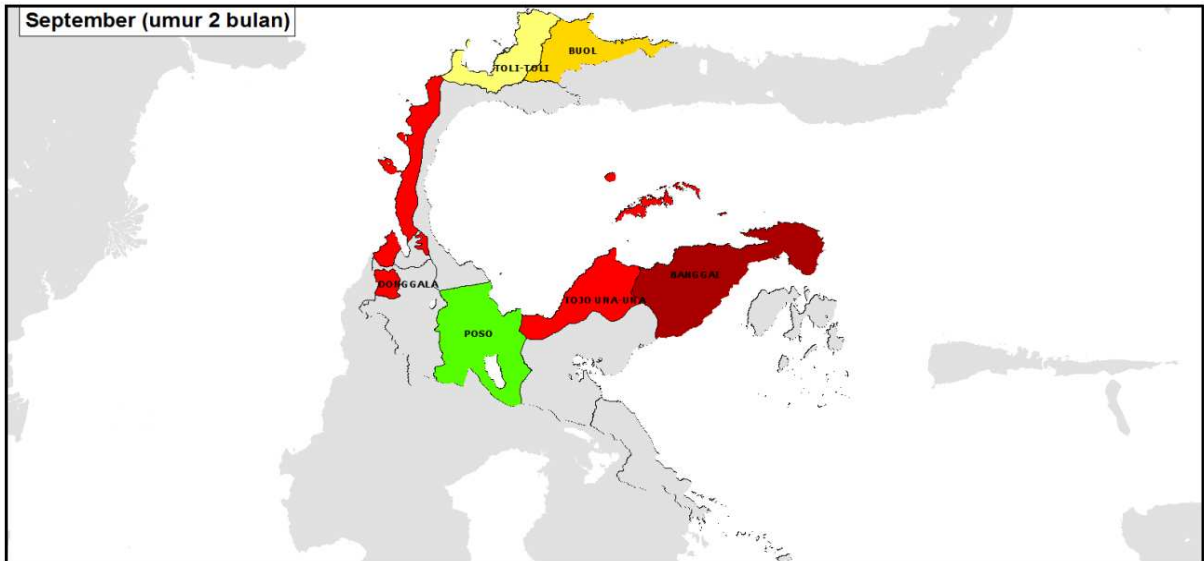 September (umur 2 bulan)
BUOL
TOLI-TOLI
DONGGALA
TOJO UNA-UNA
BANGGAI
POSO